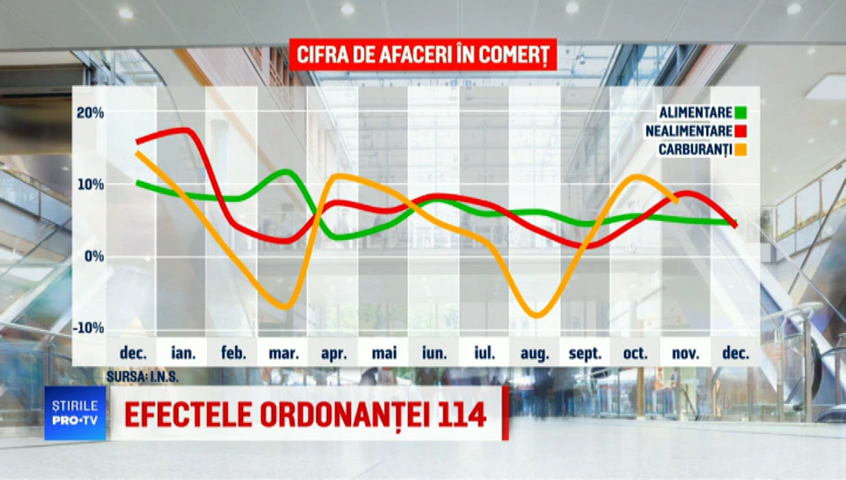 CIFRA DE AFACERI ÎN COMERȚ
20%
10%
0%
-10%
ALIMENTARE
NEALIMENTARE
CARBURANȚI
dec. ian. feb. mar. apr. mai iun. iul. aug. sept. oct. nov. dec.
SURSA: I.N.S.
ȘTIRILE
PRO•TV
EFECTELE ORDONANȚEI 114